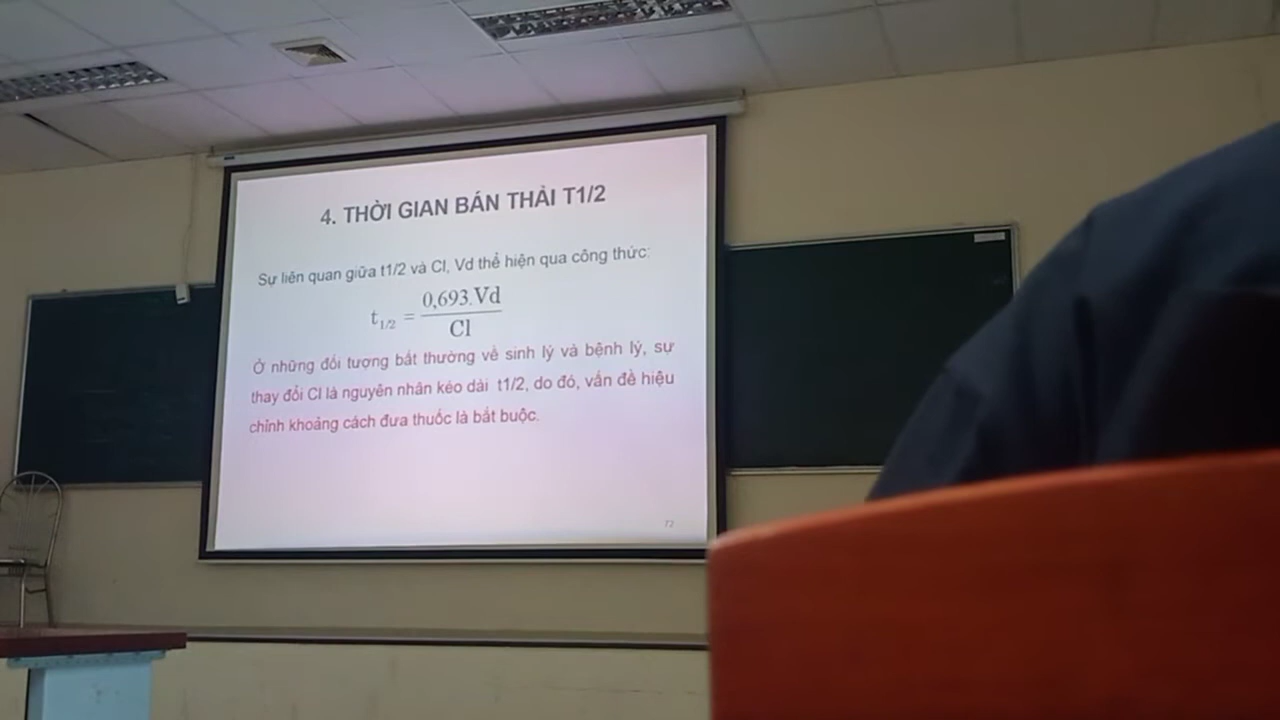 4. THỜI GIAN BÁN THẢI T1/2
Sự liên quan giữa t1/2 và Cl, Vd thể hiện qua công thức:
t1/2 = 0,693.Vd / Cl
Ở những đối tượng bất thường về sinh lý và bệnh lý, sự
thay đổi Cl là nguyên nhân kéo dài t1/2, do đó, vấn đề hiệu
chỉnh khoảng cách đưa thuốc là bắt buộc.
72